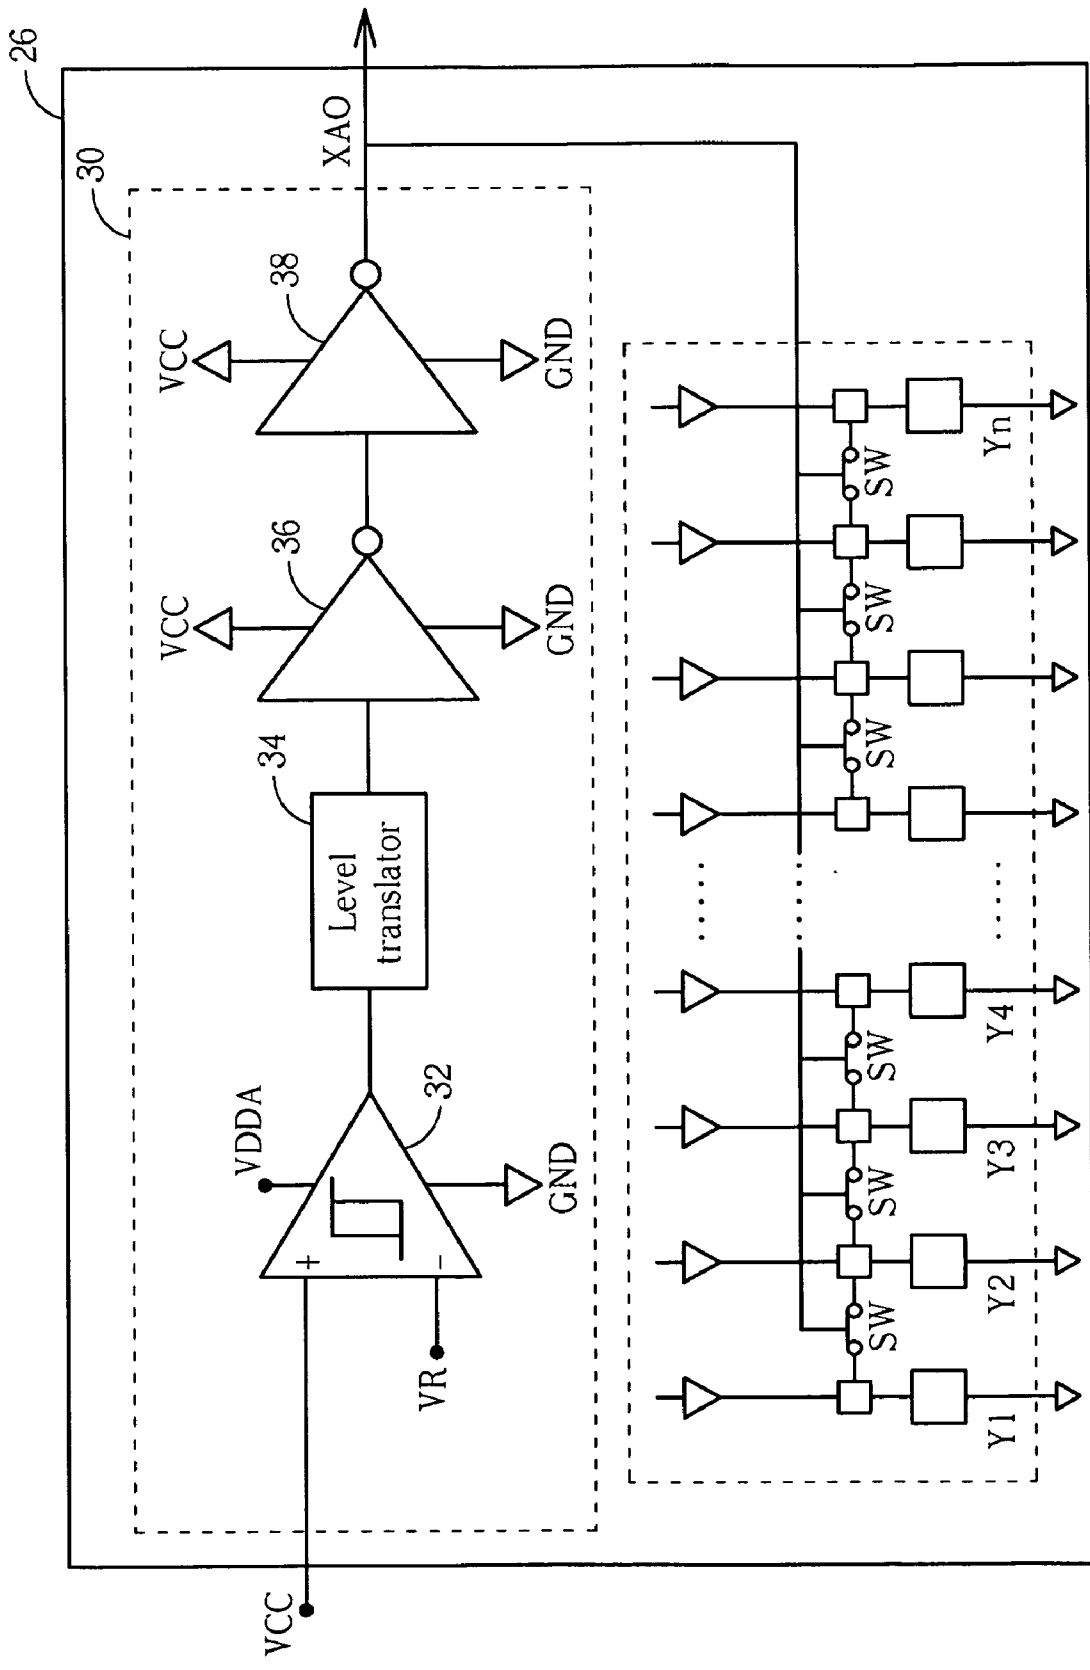 26
30
VCC
VCC
VDDA
34
36
38
XAO
+
-
Level
translator
32
VR
GND
GND
GND
VCC
SW
SW
SW
SW
SW
SW
Y1
Y2
Y3
Y4
Yn